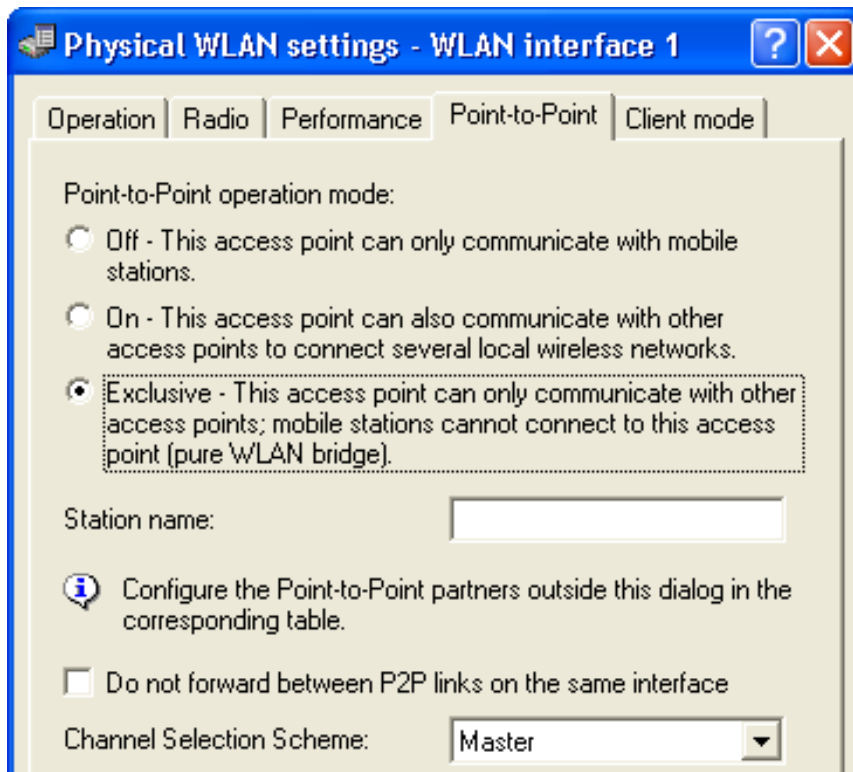 Physical WLAN settings - WLAN interface 1
Operation Radio Performance Point-to-Point Client mode
Point-to-Point operation mode:
Off - This access point can only communicate with mobile
stations.
On - This access point can also communicate with other
access points to connect several local wireless networks.
Exclusive - This access point can only communicate with other
access points; mobile stations cannot connect to this access
point (pure WLAN bridge).
Station name:
Configure the Point-to-Point partners outside this dialog in the
corresponding table.
Do not forward between P2P links on the same interface
Channel Selection Scheme: Master